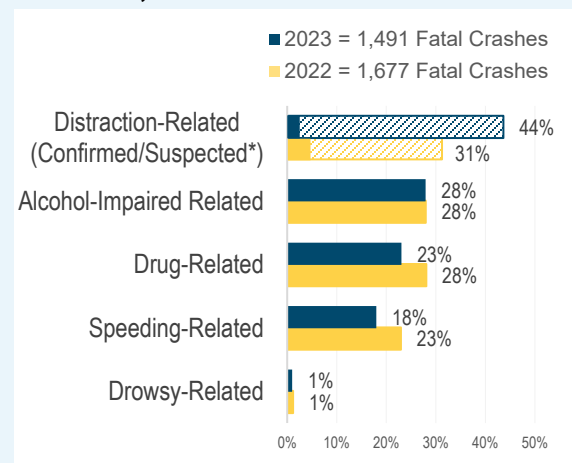 2023 = 1,491 Fatal Crashes
2022 = 1,677 Fatal Crashes
Distraction-Related
(Confirmed/Suspected*)
44%
31%
Alcohol-Impaired Related
28%
28%
Drug-Related
23%
28%
Speeding-Related
18%
23%
Drowsy-Related
1%
1%
0% 10% 20% 30% 40% 50%